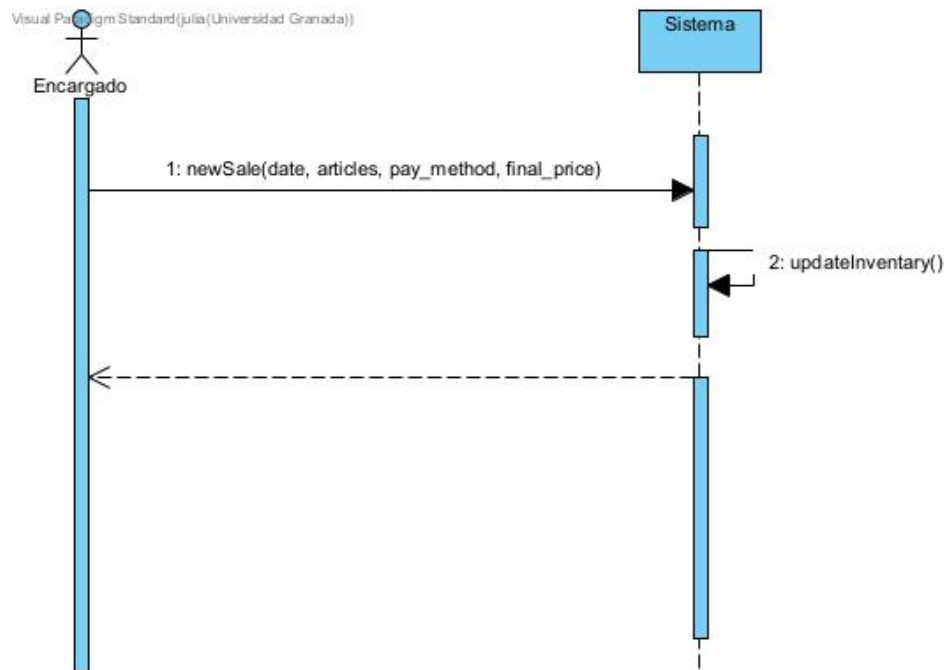 Visual Paradigm Standard(julia(Universidad Granada))
Sistema
Encargado
1: newSale(date, articles, pay_method, final_price)
2: updateInventary()